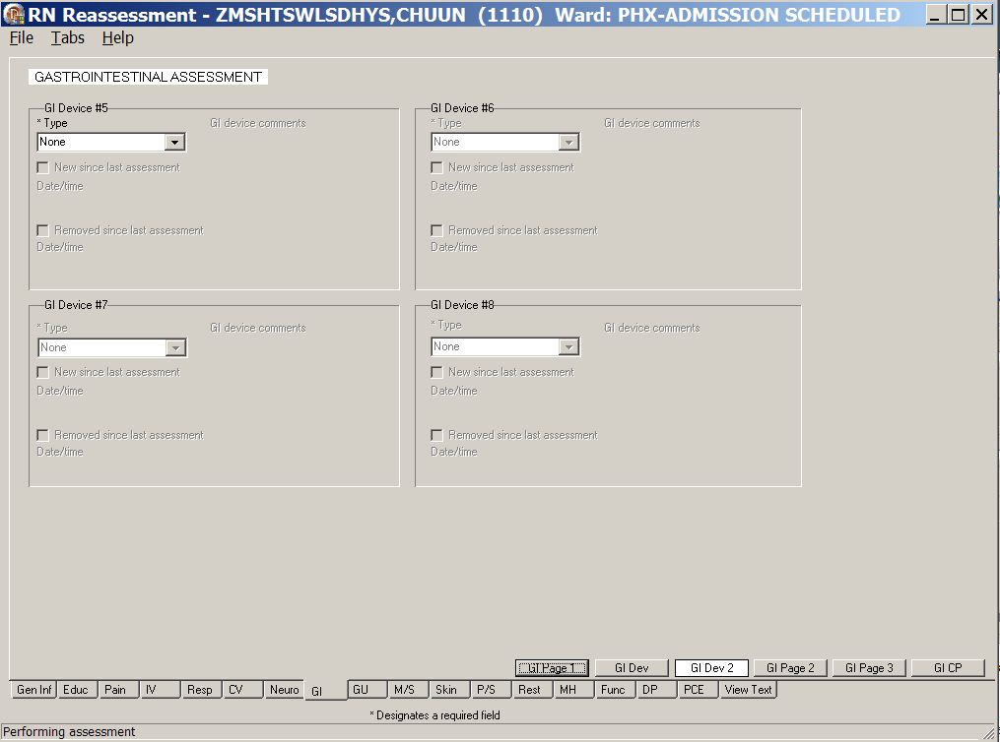 RN Reassessment - ZMSHTSWLSDHYS,CHUUN (1110) Ward: PHX-ADMISSION SCHEDULED
File Tabs Help
GASTROINTESTINAL ASSESSMENT
GI Device #5
* Type
GI device comments
None
New since last assessment
Date/time
Removed since last assessment
Date/time
GI Device #6
* Type
GI device comments
None
New since last assessment
Date/time
Removed since last assessment
Date/time
GI Device #7
* Type
GI device comments
None
New since last assessment
Date/time
Removed since last assessment
Date/time
GI Device #8
* Type
GI device comments
None
New since last assessment
Date/time
Removed since last assessment
Date/time
GI Page 1 GI Dev GI Dev 2 GI Page 2 GI Page 3 GI CP
Gen Inf Educ Pain IV Resp CV Neuro GI GU M/S Skin P/S Rest MH Func DP PCE View Text
* Designates a required field
Performing assessment